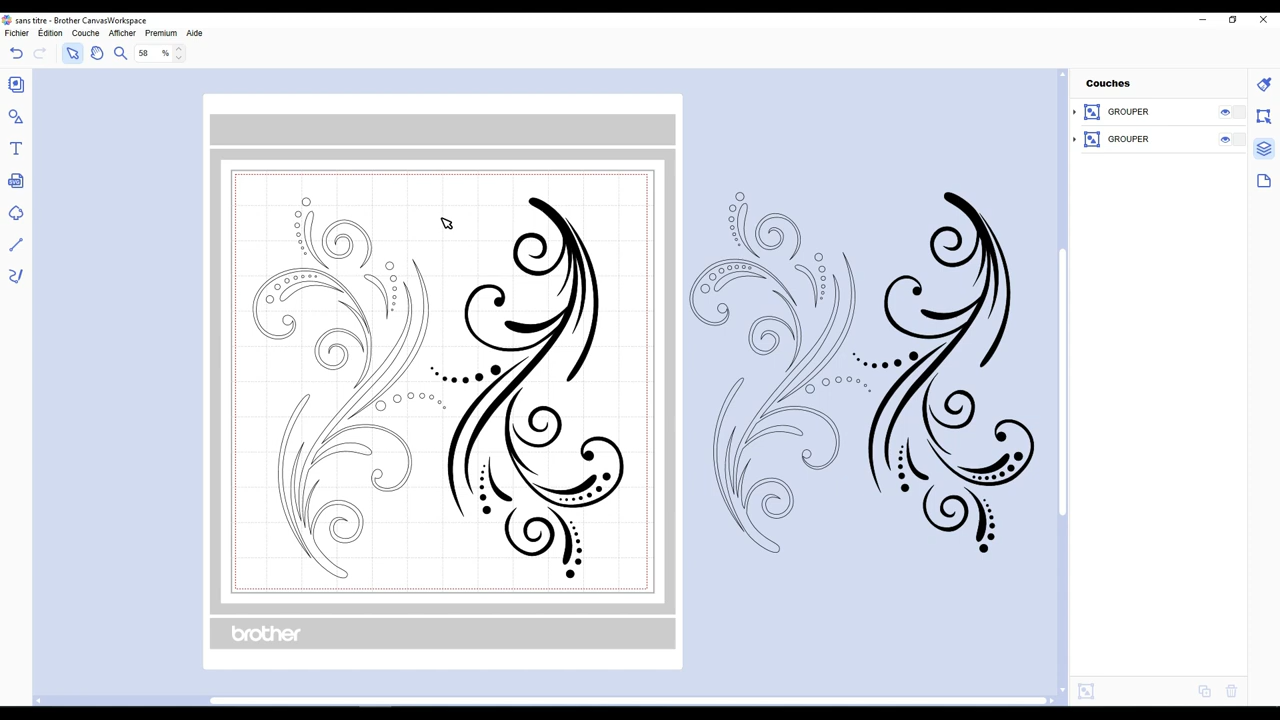 sans titre - Brother CanvasWorkspace
Fichier Édition Couche Afficher Premium Aide
58 %
Couches
GROUPER
GROUPER
brother